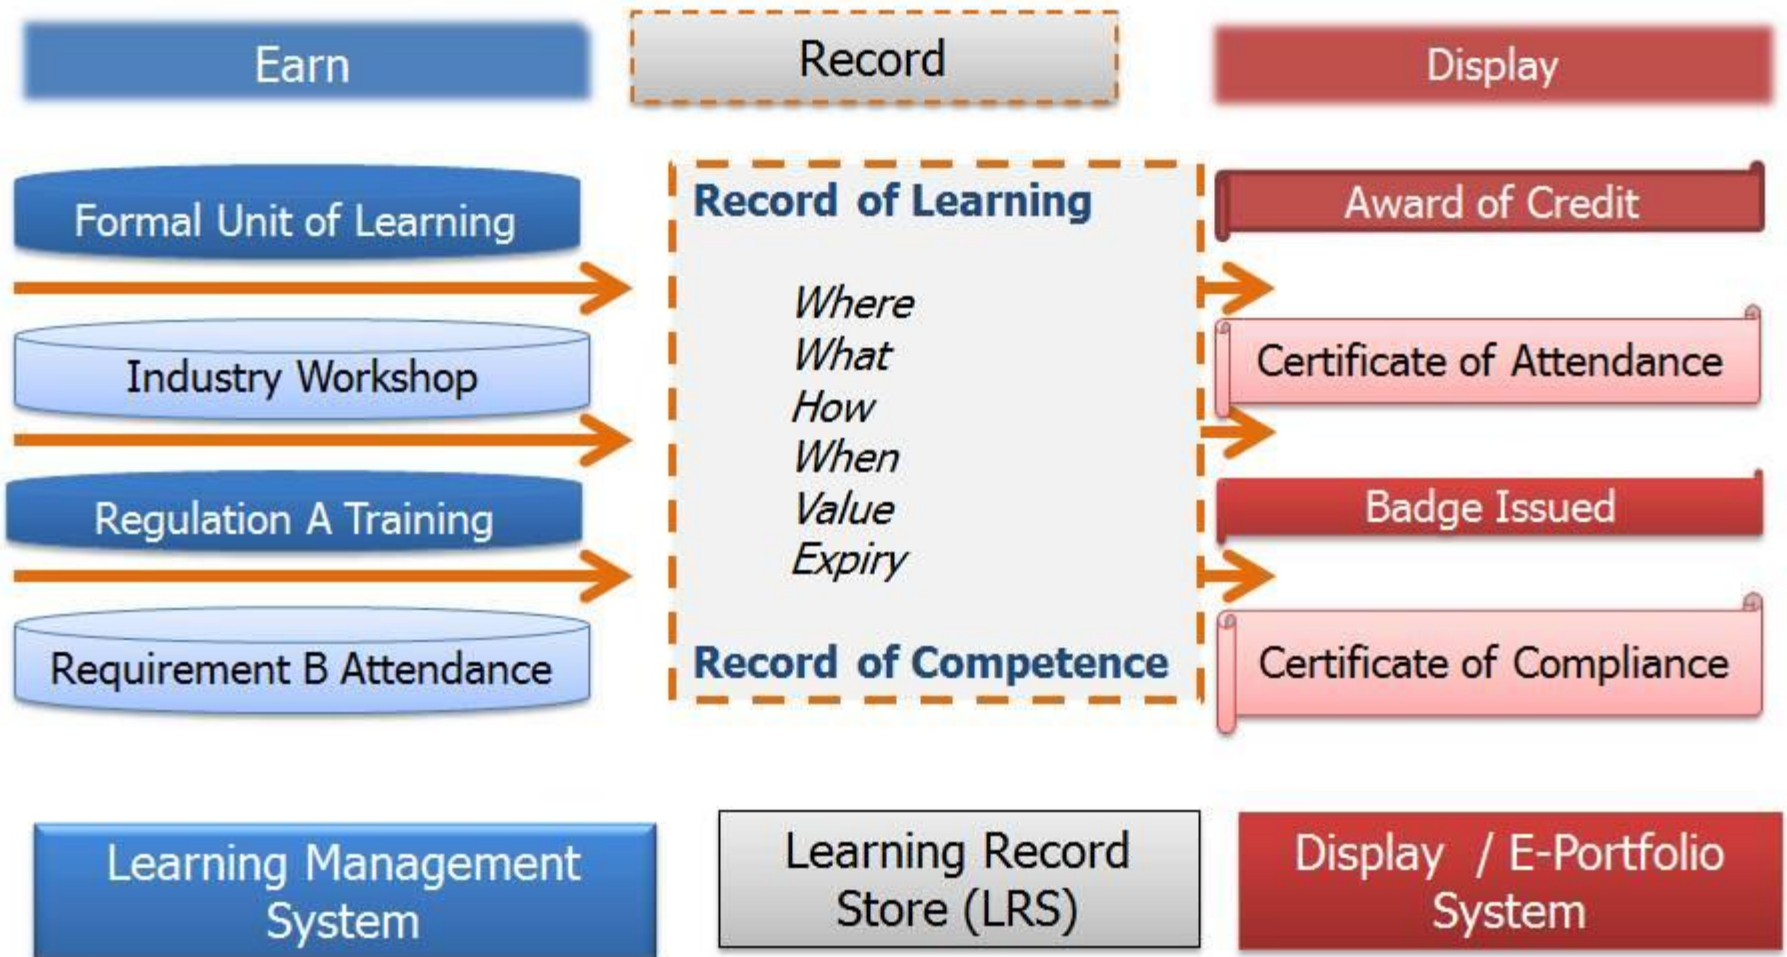 Earn
Record
Display
Formal Unit of Learning
Industry Workshop
Regulation A Training
Requirement B Attendance
Record of Learning
Where
What
How
When
Value
Expiry
Record of Competence
Award of Credit
Certificate of Attendance
Badge Issued
Certificate of Compliance
Learning Management
System
Learning Record
Store (LRS)
Display / E-Portfolio
System